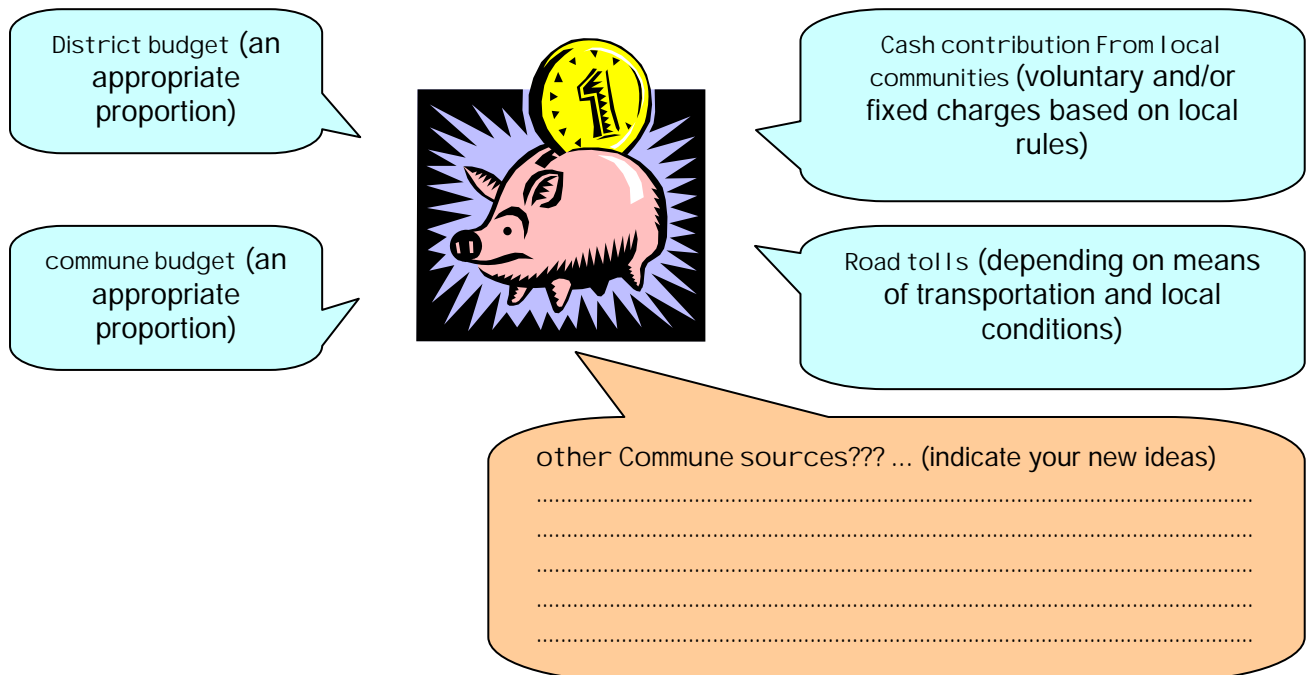 District budget (an
appropriate
proportion)
Cash contribution From local
communities (voluntary and/or
fixed charges based on local
rules)
1
commune budget (an
appropriate
proportion)
Road tolls (depending on means
of transportation and local
conditions)
other Commune sources??? ... (indicate your new ideas)